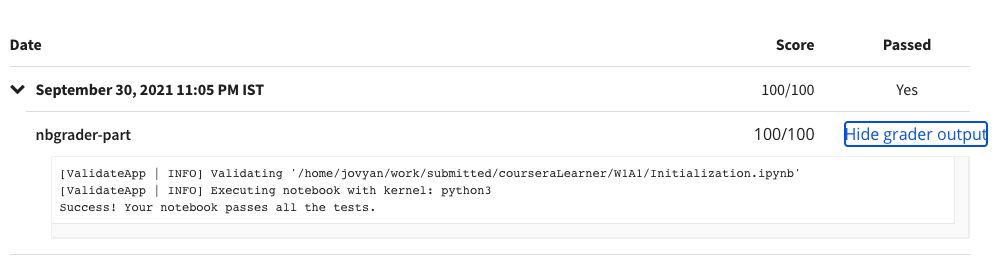 Date Score Passed
September 30, 2021 11:05 PM IST 100/100 Yes
nbgrader-part 100/100 Hide grader output
[ValidateApp | INFO] Validating '/home/jovyan/work/submitted/courseraLearner/W1A1/Initialization.ipynb'
[ValidateApp | INFO] Executing notebook with kernel: python3
Success! Your notebook passes all the tests.